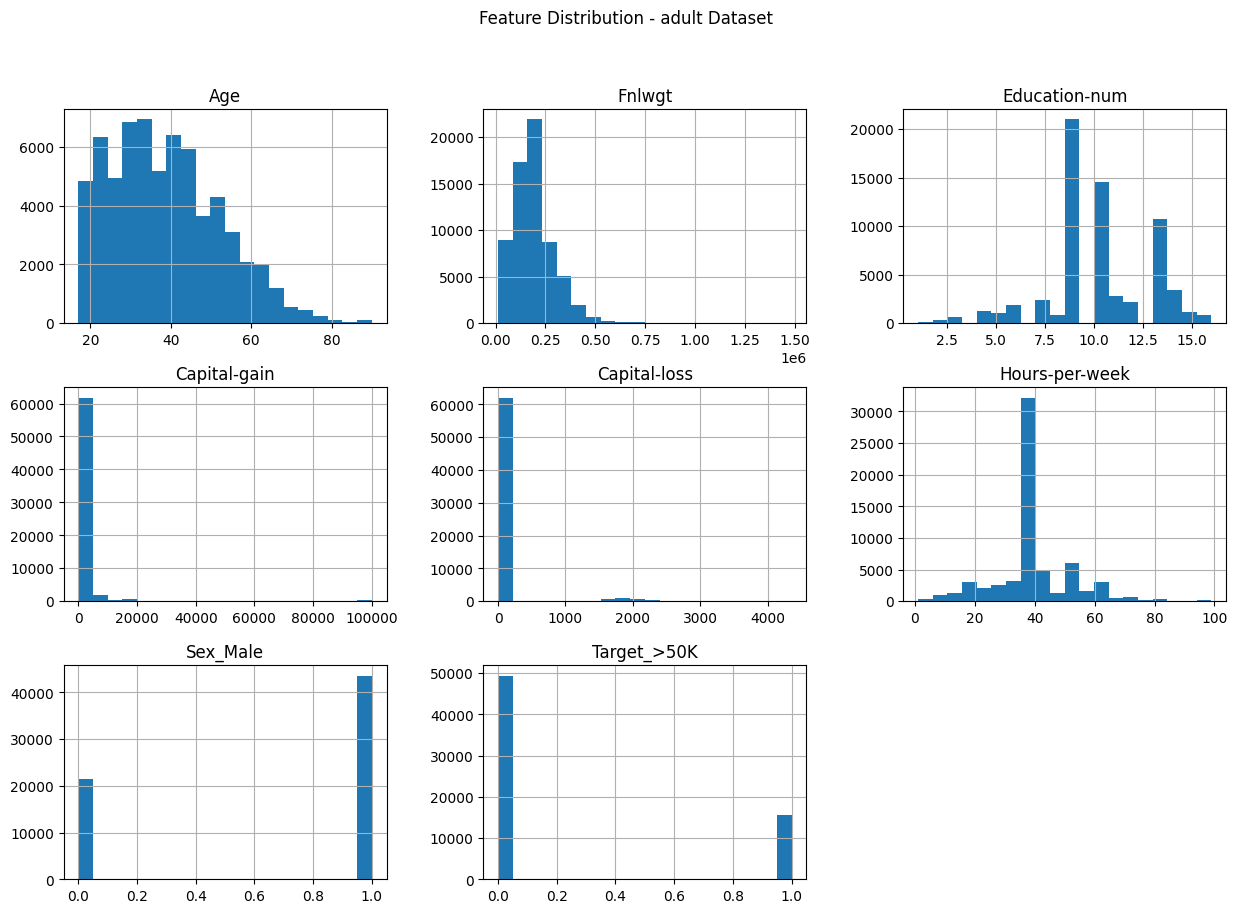 Feature Distribution - adult Dataset
Age
6000
4000
2000
0
20 40 60 80
Fnlwgt
20000
15000
10000
5000
0
0.00 0.25 0.50 0.75 1.00 1.25 1.50
1e6
Education-num
20000
15000
10000
5000
0
2.5 5.0 7.5 10.0 12.5 15.0
Capital-gain
60000
50000
40000
30000
20000
10000
0
0 20000 40000 60000 80000 100000
Capital-loss
60000
50000
40000
30000
20000
10000
0
0 1000 2000 3000 4000
Hours-per-week
30000
25000
20000
15000
10000
5000
0
0 20 40 60 80 100
Sex_Male
40000
30000
20000
10000
0
0.0 0.2 0.4 0.6 0.8 1.0
Target_>50K
50000
40000
30000
20000
10000
0
0.0 0.2 0.4 0.6 0.8 1.0